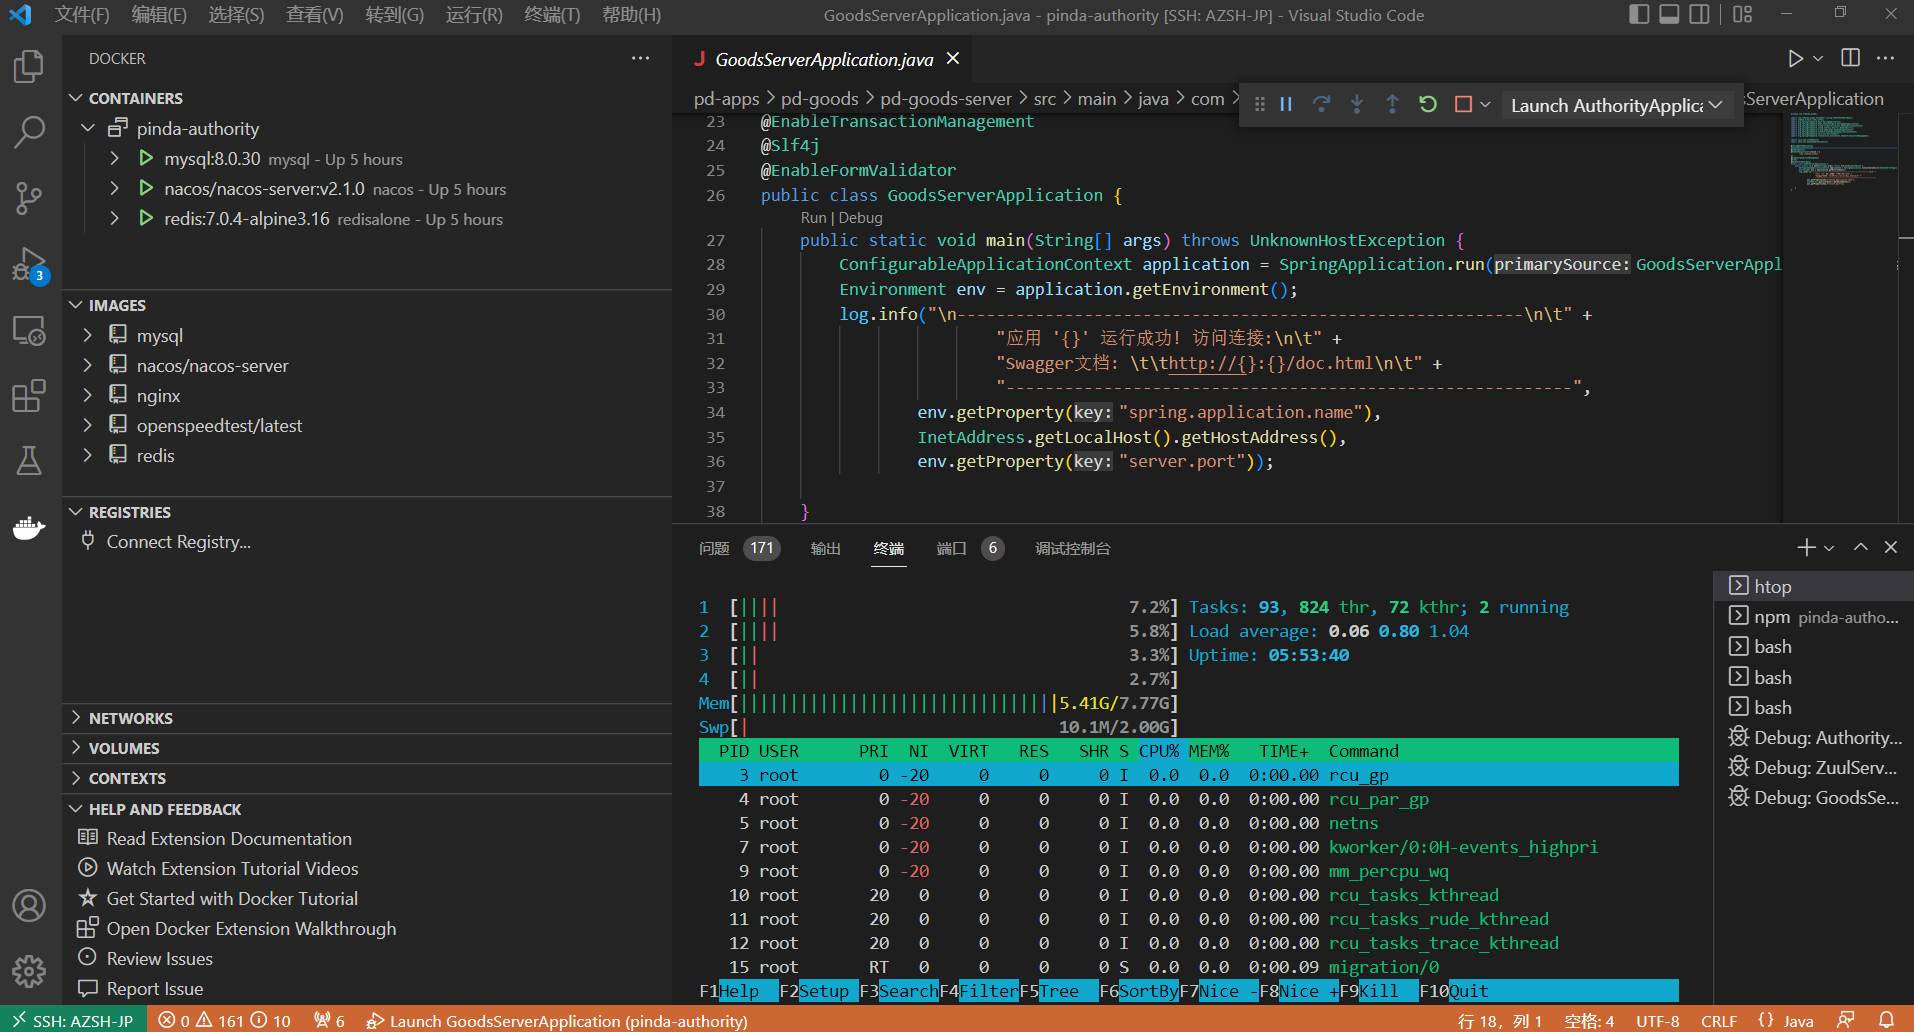 文件(F) 编辑(E) 选择(S) 查看(V) 转到(G) 运行(R) 终端(T) 帮助(H) GoodsServerApplication.java - pinda-authority [SSH: AZSH-JP] - Visual Studio Code
DOCKER
CONTAINERS
pinda-authority
mysql:8.0.30 mysql - Up 5 hours
nacos/nacos-server:v2.1.0 nacos - Up 5 hours
redis:7.0.4-alpine3.16 redisalone - Up 5 hours
3
IMAGES
mysql
nacos/nacos-server
nginx
openspeedtest/latest
redis
REGISTRIES
Connect Registry...
NETWORKS
VOLUMES
CONTEXTS
HELP AND FEEDBACK
Read Extension Documentation
Watch Extension Tutorial Videos
Get Started with Docker Tutorial
Open Docker Extension Walkthrough
Review Issues
Report Issue
J GoodsServerApplication.java
pd-apps > pd-goods > pd-goods-server > src > main > java > com > sServerApplication
Launch AuthorityApplica
23 @EnableTransactionManagement
24 @Slf4j
25 @EnableFormValidator
26 public class GoodsServerApplication {
Run | Debug
27 public static void main(String[] args) throws UnknownHostException {
28 ConfigurableApplicationContext application = SpringApplication.run(primarySource: GoodsServerAppl
29 Environment env = application.getEnvironment();
30 log.info("\n----------------------------------------------------------\n\t" +
31 "应用 '{}' 运行成功! 访问连接:\n\t" +
32 "Swagger文档: \t\thttp://{}:{}/doc.html\n\t" +
33 "----------------------------------------------------------",
34 env.getProperty(key: "spring.application.name"),
35 InetAddress.getLocalHost().getHostAddress(),
36 env.getProperty(key: "server.port"));
37
38 }
问题 171 输出 终端 端口 6 调试控制台
1 [|||| 7.2%] Tasks: 93, 824 thr, 72 kthr; 2 running
2 [|||| 5.8%] Load average: 0.06 0.80 1.04
3 [|| 3.3%] Uptime: 05:53:40
4 [|| 2.7%]
Mem[||||||||||||||||||||||||||||||||5.41G/7.77G]
Swp[| 10.1M/2.00G]
PID USER PRI NI VIRT RES SHR S CPU% MEM% TIME+ Command
3 root 0 -20 0 0 0 I 0.0 0.0 0:00.00 rcu_gp
4 root 0 -20 0 0 0 I 0.0 0.0 0:00.00 rcu_par_gp
5 root 0 -20 0 0 0 I 0.0 0.0 0:00.00 netns
7 root 0 -20 0 0 0 I 0.0 0.0 0:00.00 kworker/0:0H-events_highpri
9 root 0 -20 0 0 0 I 0.0 0.0 0:00.00 mm_percpu_wq
10 root 20 0 0 0 0 I 0.0 0.0 0:00.00 rcu_tasks_kthread
11 root 20 0 0 0 0 I 0.0 0.0 0:00.00 rcu_tasks_rude_kthread
12 root 20 0 0 0 0 I 0.0 0.0 0:00.00 rcu_tasks_trace_kthread
15 root RT 0 0 0 0 S 0.0 0.0 0:00.09 migration/0
F1Help F2Setup F3SearchF4FilterF5Tree F6SortByF7Nice -F8Nice +F9Kill F10Quit
htop
npm pinda-autho...
bash
bash
bash
Debug: Authority...
Debug: ZuulServ...
Debug: GoodsSe...
SSH: AZSH-JP 0 161 10 6 Launch GoodsServerApplication (pinda-authority) 行 18, 列 1 空格: 4 UTF-8 CRLF {} Java